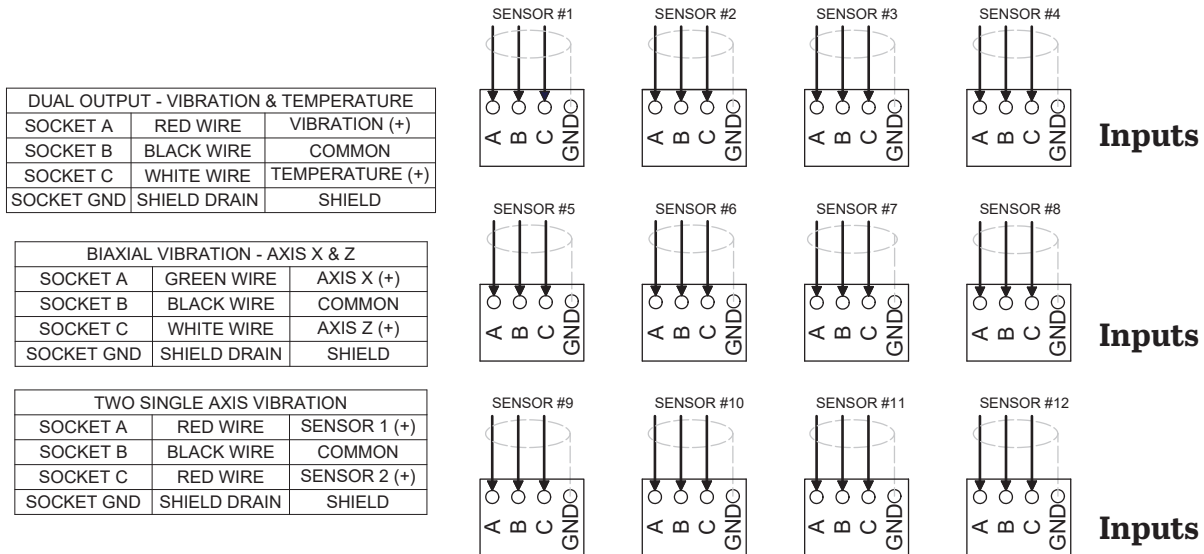 DUAL OUTPUT - VIBRATION & TEMPERATURE
SOCKET A RED WIRE VIBRATION (+)
SOCKET B BLACK WIRE COMMON
SOCKET C WHITE WIRE TEMPERATURE (+)
SOCKET GND SHIELD DRAIN SHIELD
BIAXIAL VIBRATION - AXIS X & Z
SOCKET A GREEN WIRE AXIS X (+)
SOCKET B BLACK WIRE COMMON
SOCKET C WHITE WIRE AXIS Z (+)
SOCKET GND SHIELD DRAIN SHIELD
TWO SINGLE AXIS VIBRATION
SOCKET A RED WIRE SENSOR 1 (+)
SOCKET B BLACK WIRE COMMON
SOCKET C RED WIRE SENSOR 2 (+)
SOCKET GND SHIELD DRAIN SHIELD
SENSOR #1 SENSOR #2 SENSOR #3 SENSOR #4
A B C GND A B C GND A B C GND A B C GND
Inputs
SENSOR #5 SENSOR #6 SENSOR #7 SENSOR #8
A B C GND A B C GND A B C GND A B C GND
Inputs
SENSOR #9 SENSOR #10 SENSOR #11 SENSOR #12
A B C GND A B C GND A B C GND A B C GND
Inputs